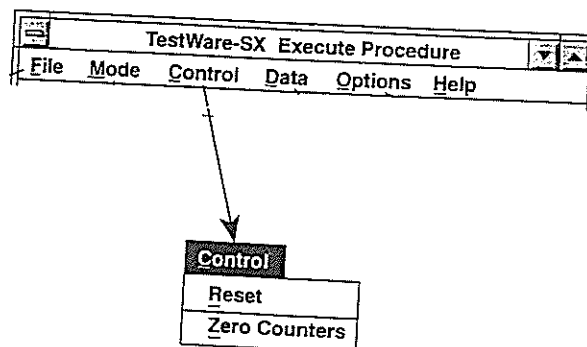 TestWare-SX Execute Procedure
File Mode Control Data Options Help
Control
Reset
Zero Counters